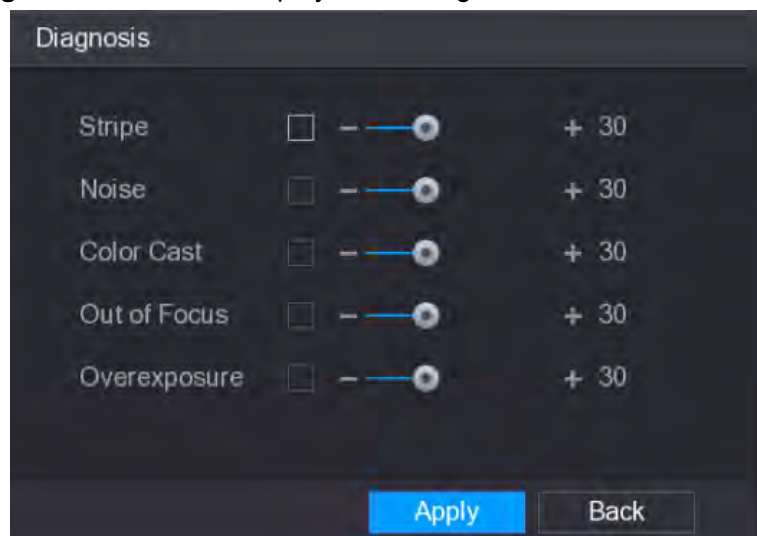 Diagnosis
Stripe - + 30
Noise - + 30
Color Cast - + 30
Out of Focus - + 30
Overexposure - + 30
Apply Back